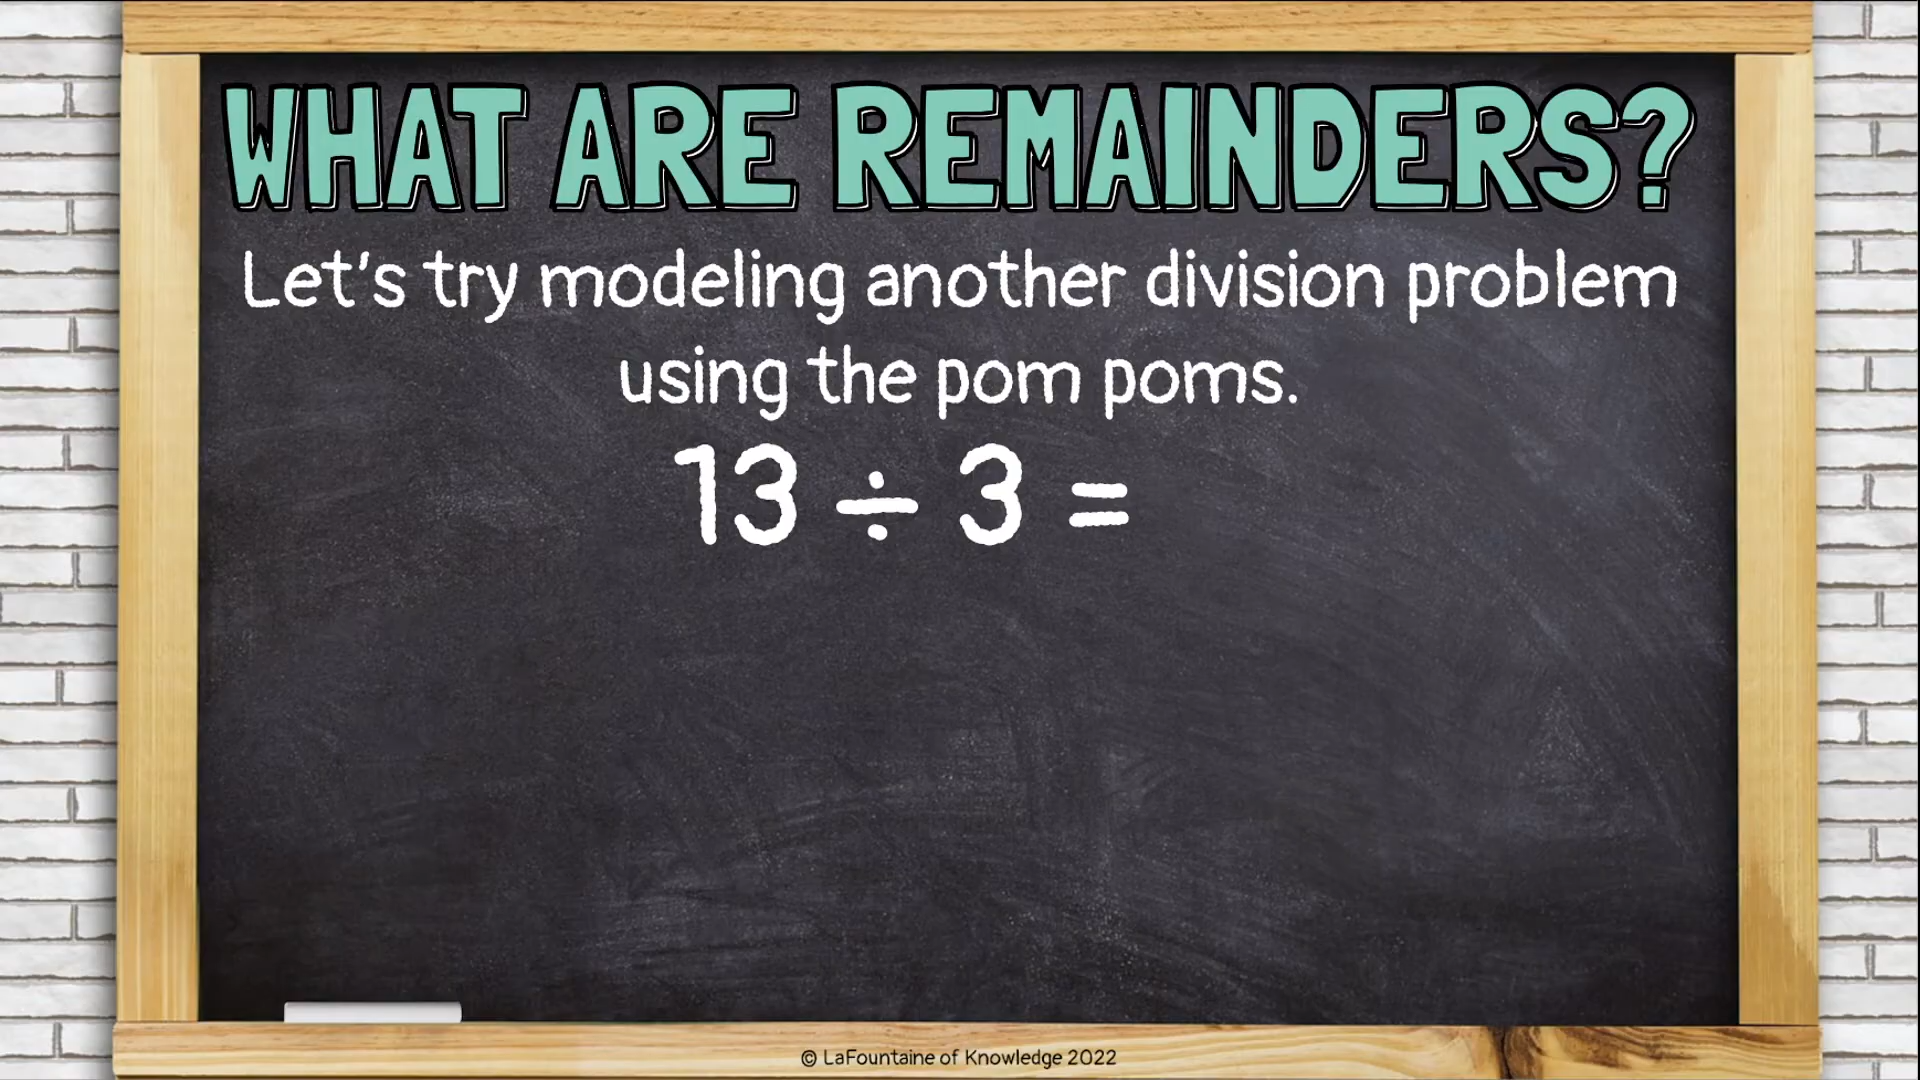 WHAT ARE REMAINDERS?
Let's try modeling another division problem
using the pom poms.
13 ÷ 3 =
© LaFountaine of Knowledge 2022